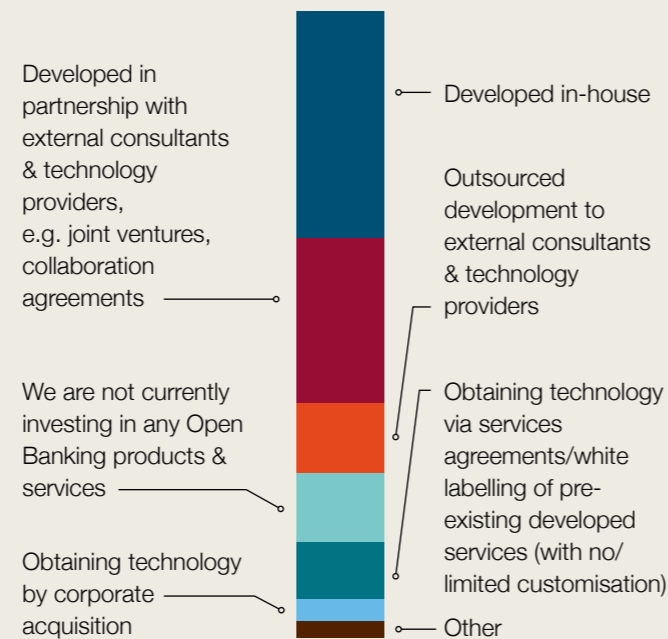 Developed in
partnership with
external consultants
& technology
providers,
e.g. joint ventures,
collaboration
agreements
We are not currently
investing in any Open
Banking products &
services
Obtaining technology
by corporate
acquisition
Developed in-house
Outsourced
development to
external consultants
& technology
providers
Obtaining technology
via services
agreements/white
labelling of pre-
existing developed
services (with no/
limited customisation)
Other